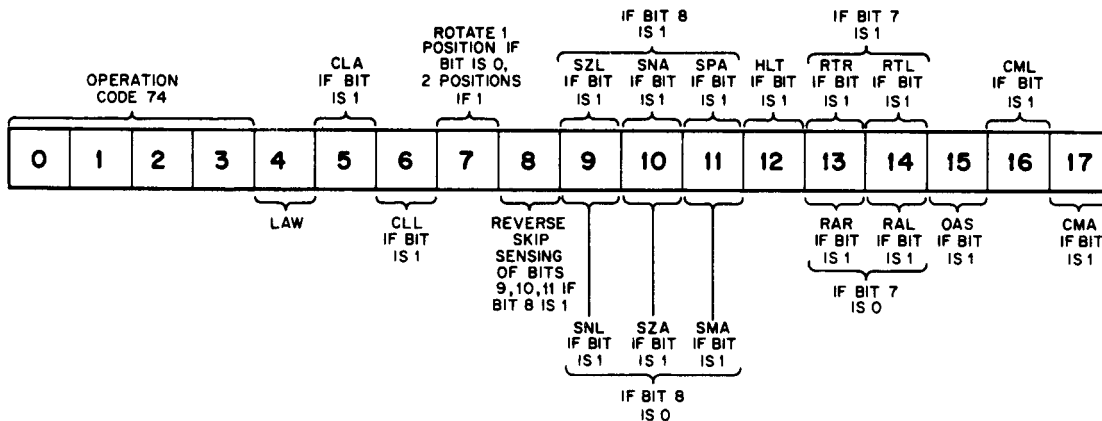 OPERATION
CODE 74
CLA
IF BIT
IS 1
ROTATE 1
POSITION IF
BIT IS 0,
2 POSITIONS
IF 1
IF BIT 8
IS 1
SZL
IF BIT
IS 1
SNA
IF BIT
IS 1
SPA
IF BIT
IS 1
HLT
IF BIT
IS 1
IF BIT 7
IS 1
RTR
IF BIT
IS 1
RTL
IF BIT
IS 1
CML
IF BIT
IS 1
0 1 2 3 4 5 6 7 8 9 10 11 12 13 14 15 16 17
LAW
CLL
IF BIT
IS 1
REVERSE
SKIP
SENSING
OF BITS
9,10,11 IF
BIT 8 IS 1
RAR
IF BIT
IS 1
RAL
IF BIT
IS 1
IF BIT 7
IS 0
OAS
IF BIT
IS 1
CMA
IF BIT
IS 1
SNL
IF BIT
IS 1
SZA
IF BIT
IS 1
SMA
IF BIT
IS 1
IF BIT 8
IS 0